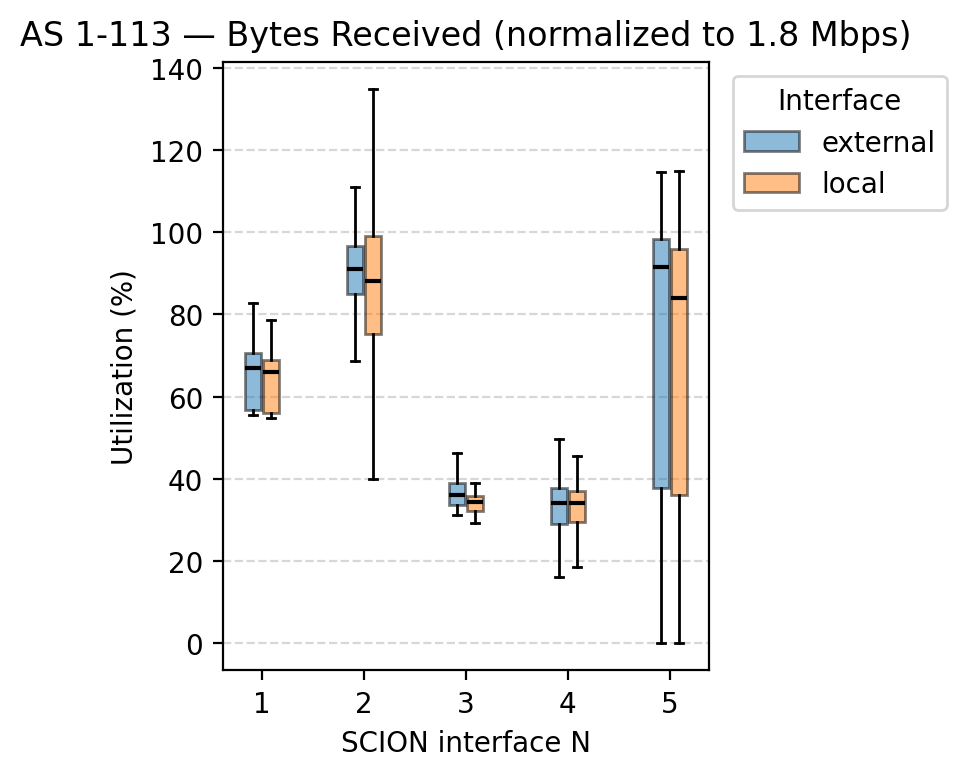 AS 1-113 — Bytes Received (normalized to 1.8 Mbps)
Interface
external
local
Utilization (%)
140
120
100
80
60
40
20
0
1 2 3 4 5
SCION interface N